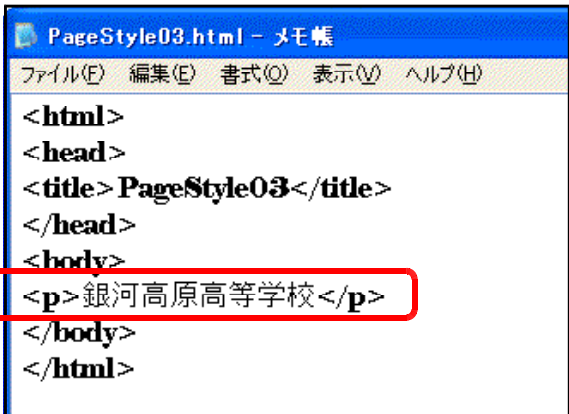 PageStyle03.html - メモ帳
ファイル(F) 編集(E) 書式(O) 表示(V) ヘルプ(H)
<html>
<head>
<title>PageStyle03</title>
</head>
<body>
<p>銀河高原高等学校</p>
</body>
</html>